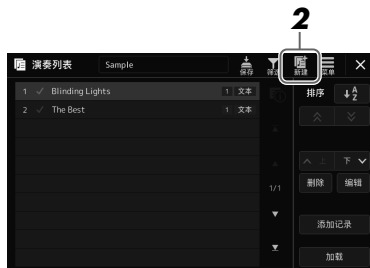 2
演奏列表 Sample 保存 筛选 新建 菜单
1 Blinding Lights 1 文本 排序 A Z
2 The Best 1 文本
上 下
1/1 删除 编辑
添加记录
加载